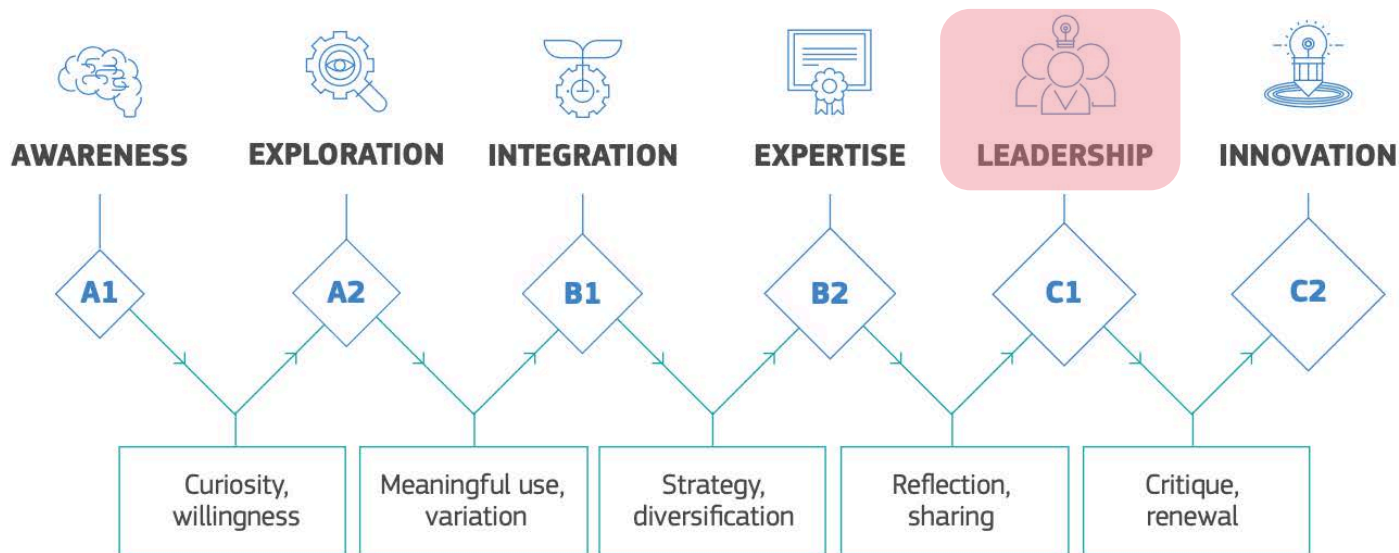 AWARENESS
EXPLORATION
INTEGRATION
EXPERTISE
LEADERSHIP
INNOVATION
A1
A2
B1
B2
C1
C2
Curiosity,
willingness
Meaningful use,
variation
Strategy,
diversification
Reflection,
sharing
Critique,
renewal